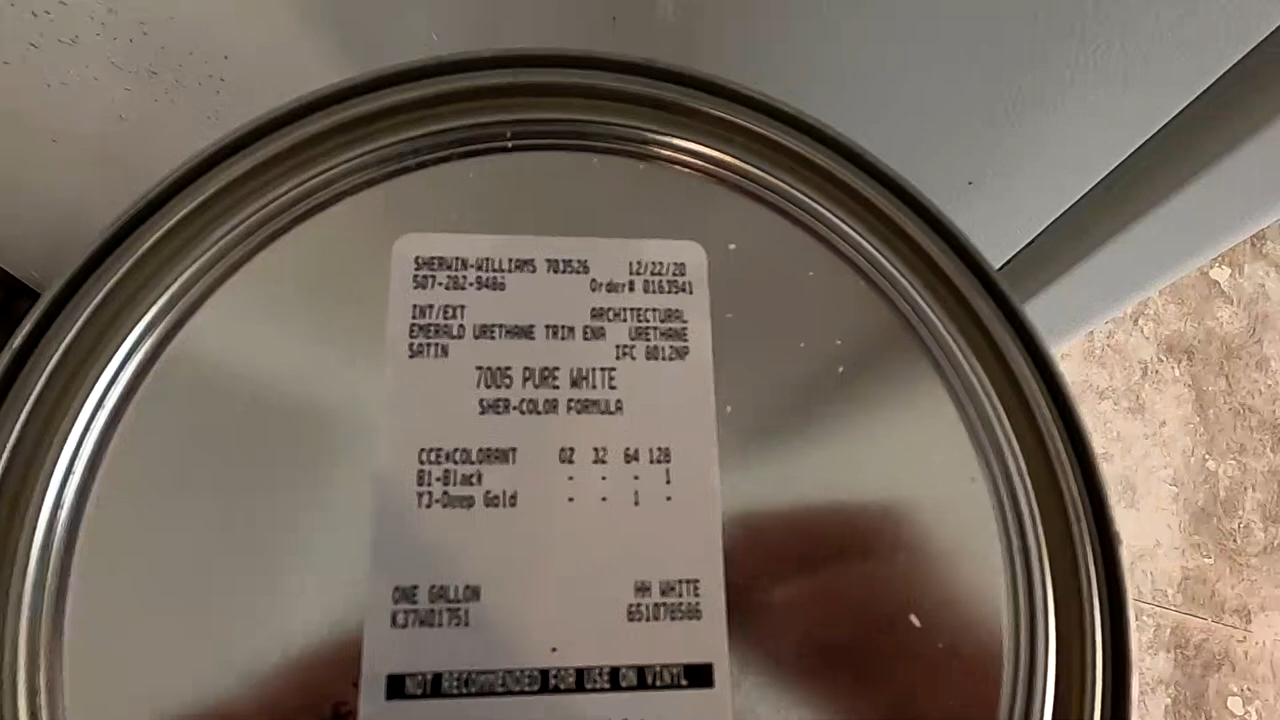 SHERWIN-WILLIAMS 703526 12/22/20
507-282-9486 Order# 0163941
INT/EXT ARCHITECTURAL
EMERALD URETHANE TRIM ENA URETHANE
SATIN IFC 8012NP
7005 PURE WHITE
SHER-COLOR FORMULA
CCE*COLORANT OZ 32 64 128
B1-Black - - - 1
Y3-Deep Gold - - 1 -
ONE GALLON HH WHITE
K37W01751 651078586
NOT RECOMMENDED FOR USE ON VINYL